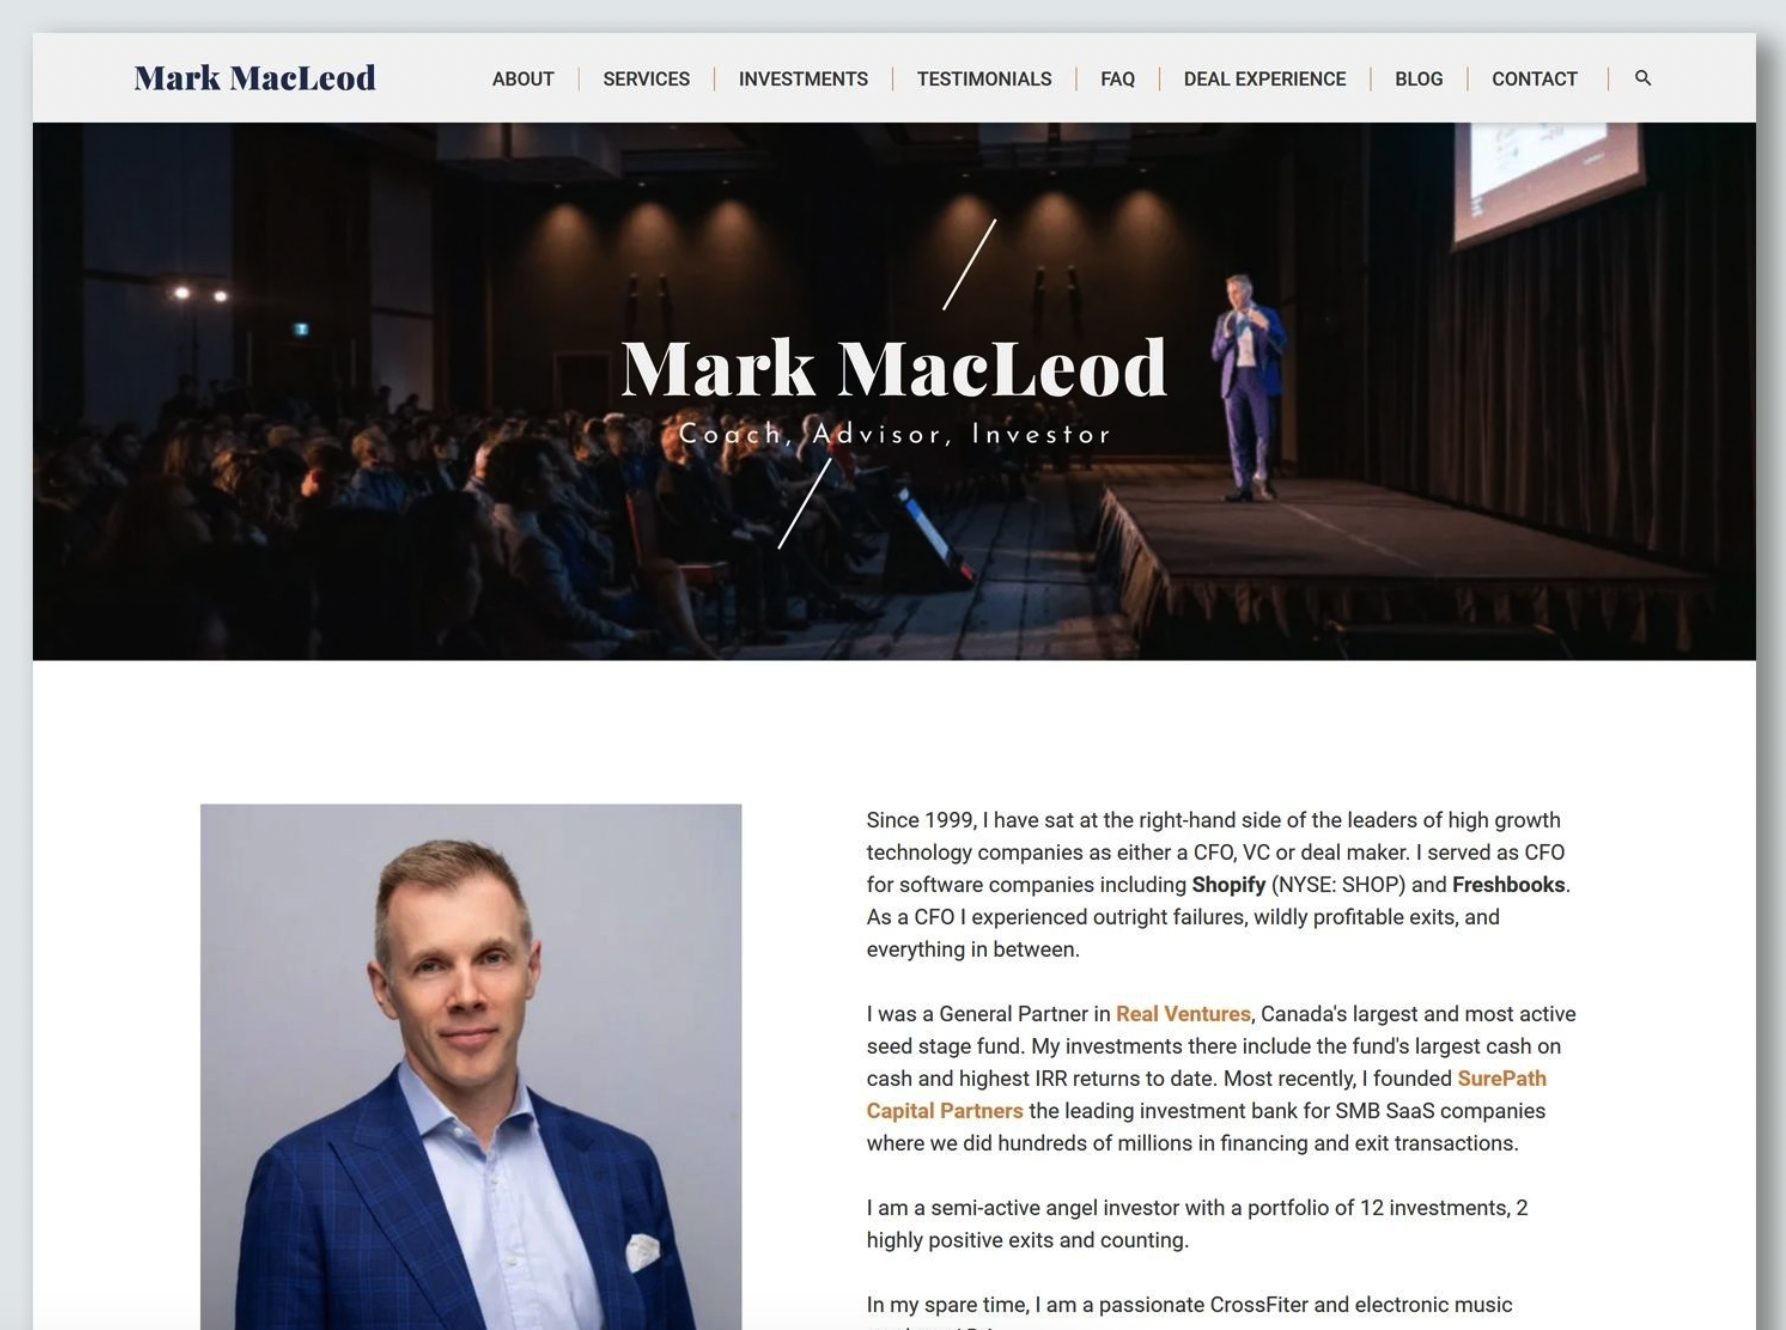 Mark MacLeod
ABOUT
SERVICES
INVESTMENTS
TESTIMONIALS
FAQ
DEAL EXPERIENCE
BLOG
CONTACT
Mark MacLeod
Coach, Advisor, Investor
Since 1999, I have sat at the right-hand side of the leaders of high growth
technology companies as either a CFO, VC or deal maker. I served as CFO
for software companies including Shopify (NYSE: SHOP) and Freshbooks.
As a CFO I experienced outright failures, wildly profitable exits, and
everything in between.
I was a General Partner in Real Ventures, Canada's largest and most active
seed stage fund. My investments there include the fund's largest cash on
cash and highest IRR returns to date. Most recently, I founded SurePath
Capital Partners the leading investment bank for SMB SaaS companies
where we did hundreds of millions in financing and exit transactions.
I am a semi-active angel investor with a portfolio of 12 investments, 2
highly positive exits and counting.
In my spare time, I am a passionate CrossFiter and electronic music